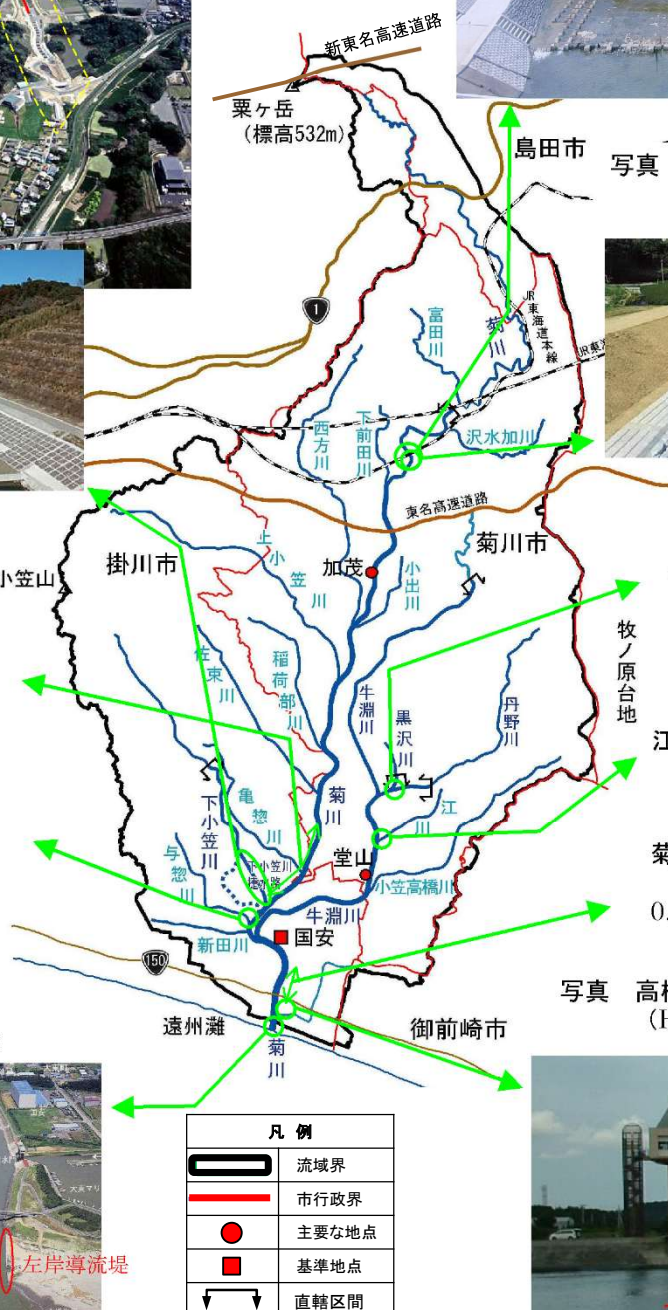 新東名高速道路
粟ヶ岳
(標高532m)
島田市
写真
1
富田川
菊川
JR東海道本線
西方川
下前田川
沢水加川
東名高速道路
上小笠川
掛川市
小笠山
加茂
小出川
菊川市
牧ノ原台地
佐束川
稲荷部川
牛淵川
黒沢川
丹野川
江
下小笠川
亀惣川
菊川
江川
与惣川
下小笠川
堂山
小笠高橋川
菊
牛淵川
新田川
国安
150
写真 高
遠州灘
菊川
御前崎市
左岸導流堤
凡 例
流域界
市行政界
主要な地点
基準地点
直轄区間